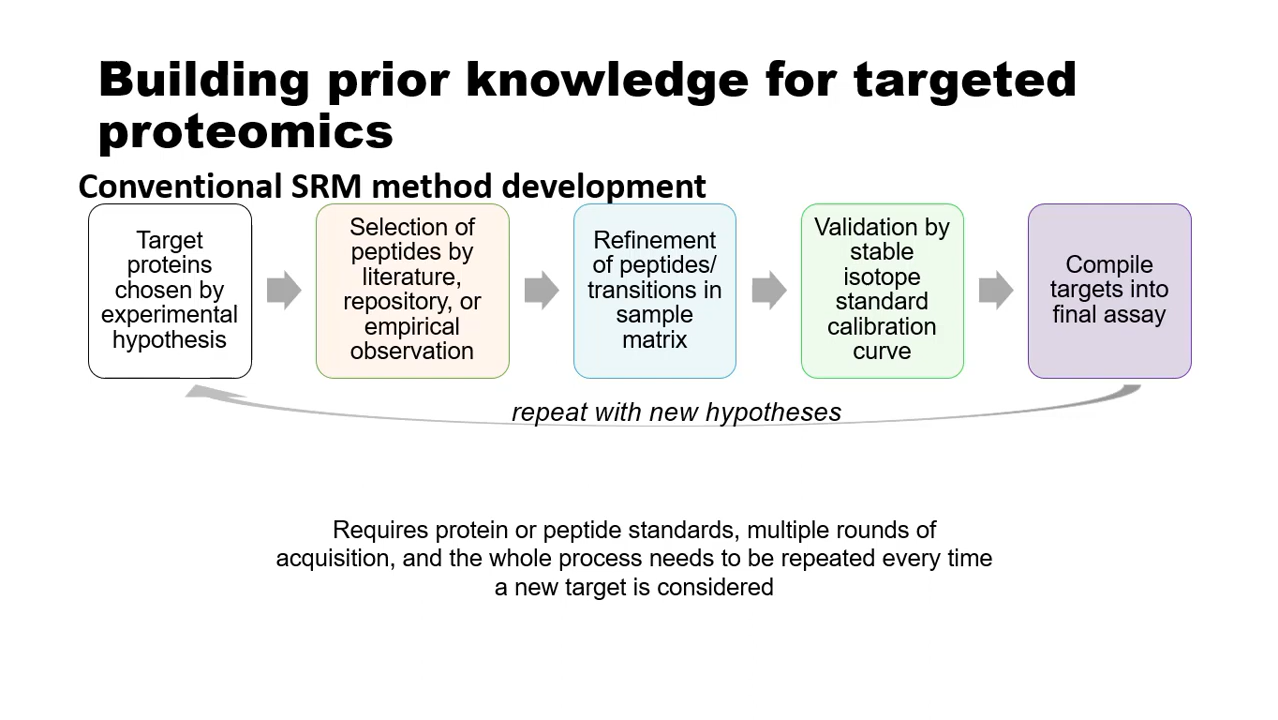 Building prior knowledge for targeted
proteomics
Conventional SRM method development
Target
proteins
chosen by
experimental
hypothesis
Selection of
peptides by
literature,
repository, or
empirical
observation
Refinement
of peptides/
transitions in
sample
matrix
Validation by
stable
isotope
standard
calibration
curve
Compile
targets into
final assay
repeat with new hypotheses
Requires protein or peptide standards, multiple rounds of
acquisition, and the whole process needs to be repeated every time
a new target is considered